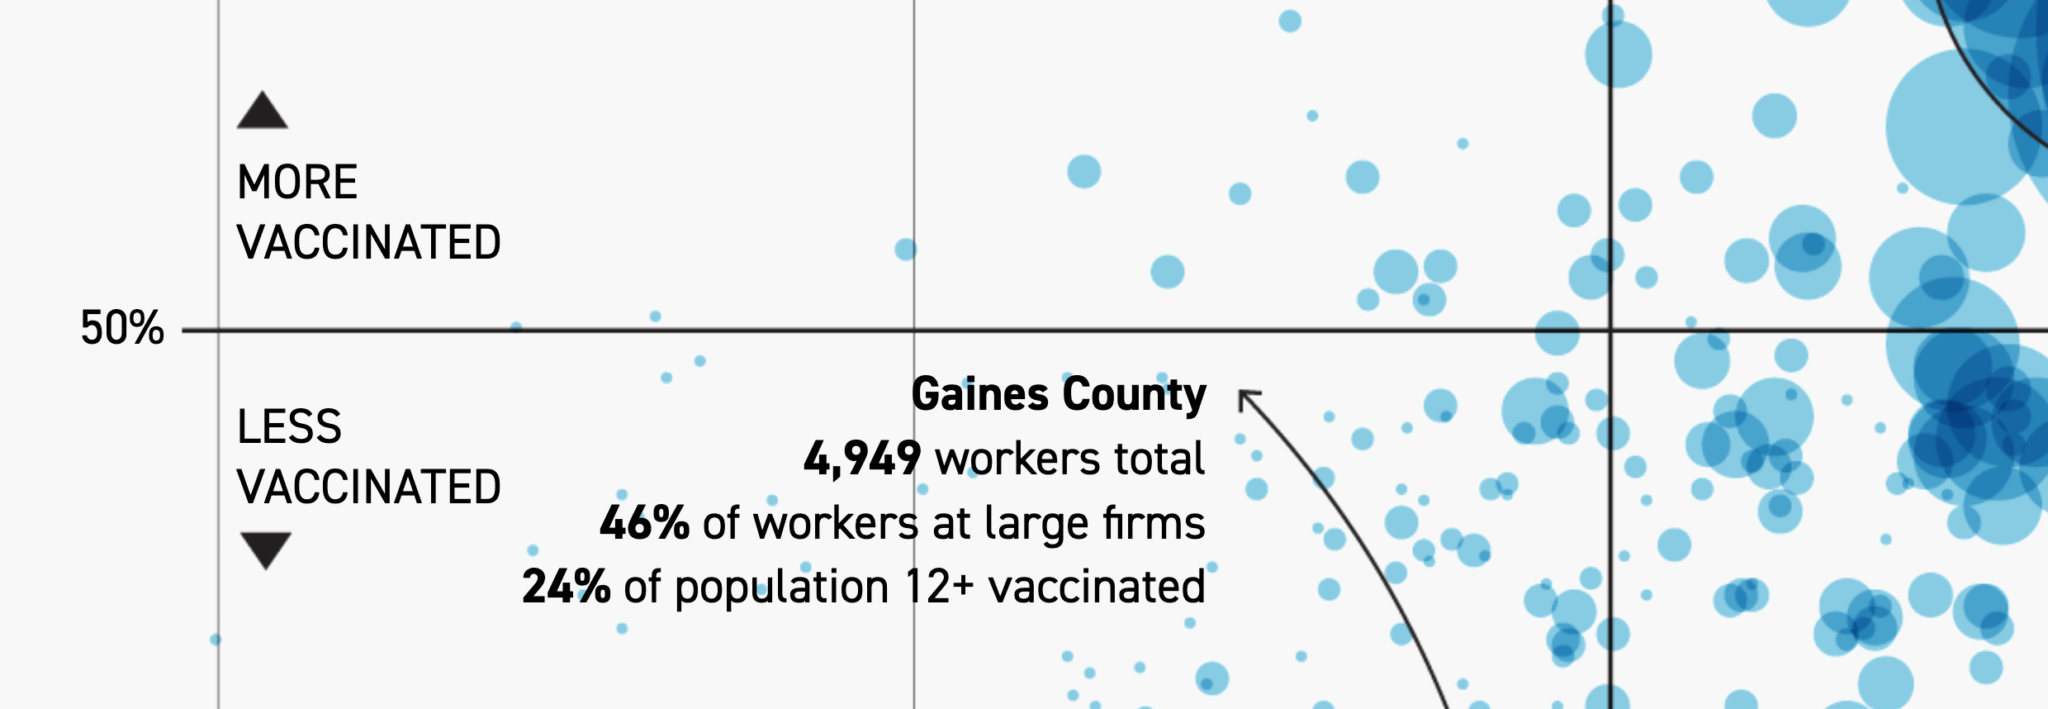 MORE
VACCINATED
50%
LESS
VACCINATED
Gaines County
4,949 workers total
46% of workers at large firms
24% of population 12+ vaccinated